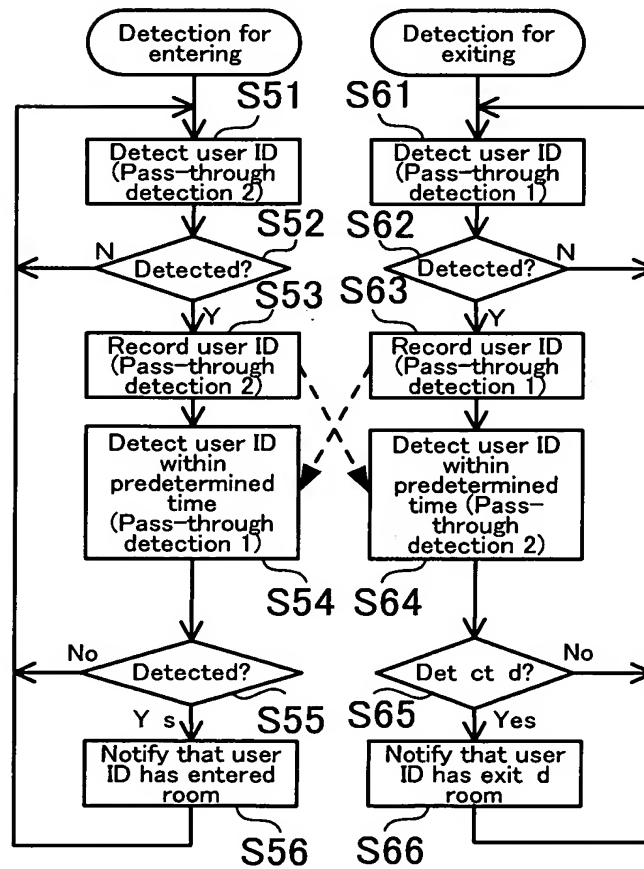 Detection for
entering
S51
Detect user ID
(Pass-through
detection 2)
S52
N
Detected?
S53
Y
Record user ID
(Pass-through
detection 2)
Detect user ID
within
predetermined
time
(Pass-through
detection 1)
S54
No
Detected?
S55
Y s
Notify that user
ID has entered
room
S56
Detection for
exiting
S61
Detect user ID
(Pass-through
detection 1)
S62
N
Detected?
S63
Y
Record user ID
(Pass-through
detection 1)
Detect user ID
within
predetermined
time (Pass-
through
detection 2)
S64
No
Det ct d?
S65
Yes
Notify that user
ID has exit d
room
S66